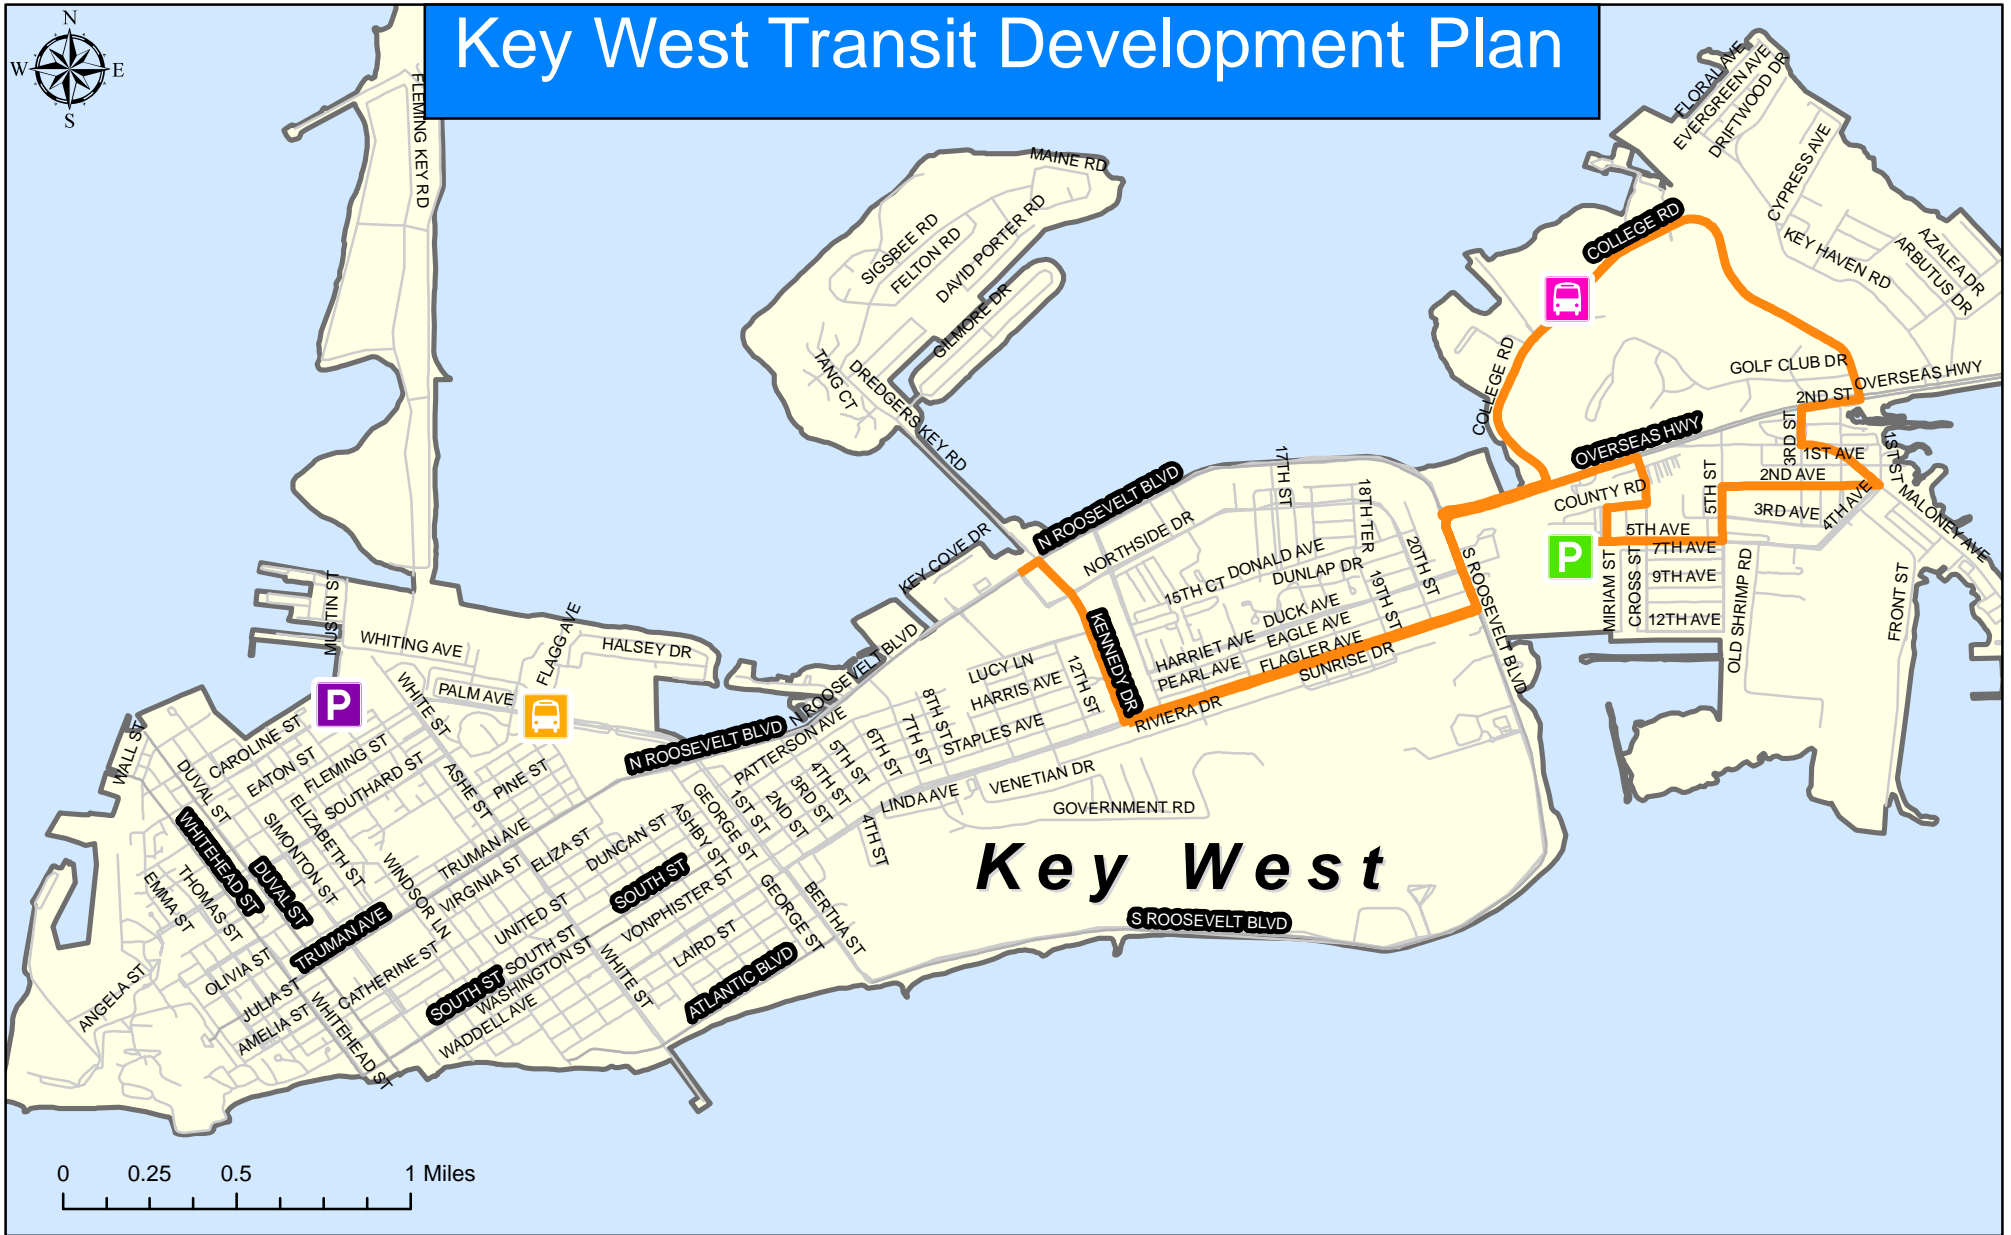 Key West Transit Development Plan
N
W
E
S
FLEMING KEY RD
MAINE RD
SIGSBEE RD
FELTON RD
DAVID PORTER RD
GILMORE DR
TANG CT
DREDGERS KEY RD
FLORAL AVE
EVERGREEN AVE
DRIFTWOOD DR
CYPRESS AVE
KEY HAVEN RD
AZALEA DR
ARBUTUS DR
COLLEGE RD
COLLEGE RD
GOLF CLUB DR
OVERSEAS HWY
2ND ST
OVERSEAS HWY
3RD ST
1ST AVE
1ST ST
2ND AVE
COUNTY RD
5TH ST
3RD AVE
4TH AVE
MALONEY AVE
5TH AVE
7TH AVE
9TH AVE
12TH AVE
MIRIAM ST
CROSS ST
OLD SHRIMP RD
FRONT ST
P
N ROOSEVELT BLVD
NORTHSIDE DR
17TH ST
18TH TER
20TH ST
19TH ST
S ROOSEVELT BLVD
DONALD AVE
DUNLAP DR
15TH CT
DUCK AVE
HARRIET AVE
EAGLE AVE
PEARL AVE
FLAGLER AVE
SUNRISE DR
RIVIERA DR
KENNEDY DR
KEY COVE DR
N ROOSEVELT BLVD
LUCY LN
HARRIS AVE
12TH ST
STAPLES AVE
8TH ST
7TH ST
6TH ST
5TH ST
4TH ST
3RD ST
2ND ST
1ST ST
PATTERSON AVE
LINDA AVE
VENETIAN DR
GOVERNMENT RD
4TH ST
Key West
S ROOSEVELT BLVD
MUSTIN ST
WHITING AVE
FLAGG AVE
HALSEY DR
PALM AVE
P
WHITE ST
N ROOSEVELT BLVD
WALL ST
CAROLINE ST
EATON ST
FLEMING ST
SOUTHARD ST
DUVAL ST
ASHE ST
PINE ST
ELIZABETH ST
SIMONTON ST
WHITEHEAD ST
DUVAL ST
THOMAS ST
EMMA ST
WINDSOR LN
TRUMAN AVE
VIRGINIA ST
ELIZA ST
DUNCAN ST
GEORGE ST
ASHBY ST
SOUTH ST
UNITED ST
VONPHISTER ST
GEORGE ST
BERTHA ST
TRUMAN AVE
OLIVIA ST
ANGELA ST
JULIA ST
AMELIA ST
CATHERINE ST
SOUTH ST
SOUTH ST
WASHINGTON ST
WADDELL AVE
WHITEHEAD ST
WHITE ST
LAIRD ST
ATLANTIC BLVD
0 0.25 0.5 1 Miles